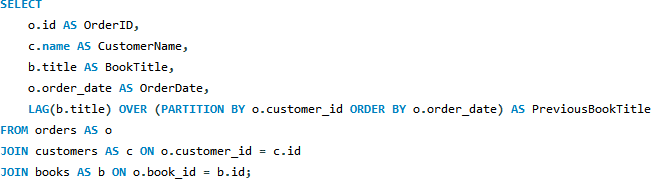 SELECT
    o.id AS OrderID,
    c.name AS CustomerName,
    b.title AS BookTitle,
    o.order_date AS OrderDate,
    LAG(b.title) OVER (PARTITION BY o.customer_id ORDER BY o.order_date) AS PreviousBookTitle
FROM orders AS o
JOIN customers AS c ON o.customer_id = c.id
JOIN books AS b ON o.book_id = b.id;